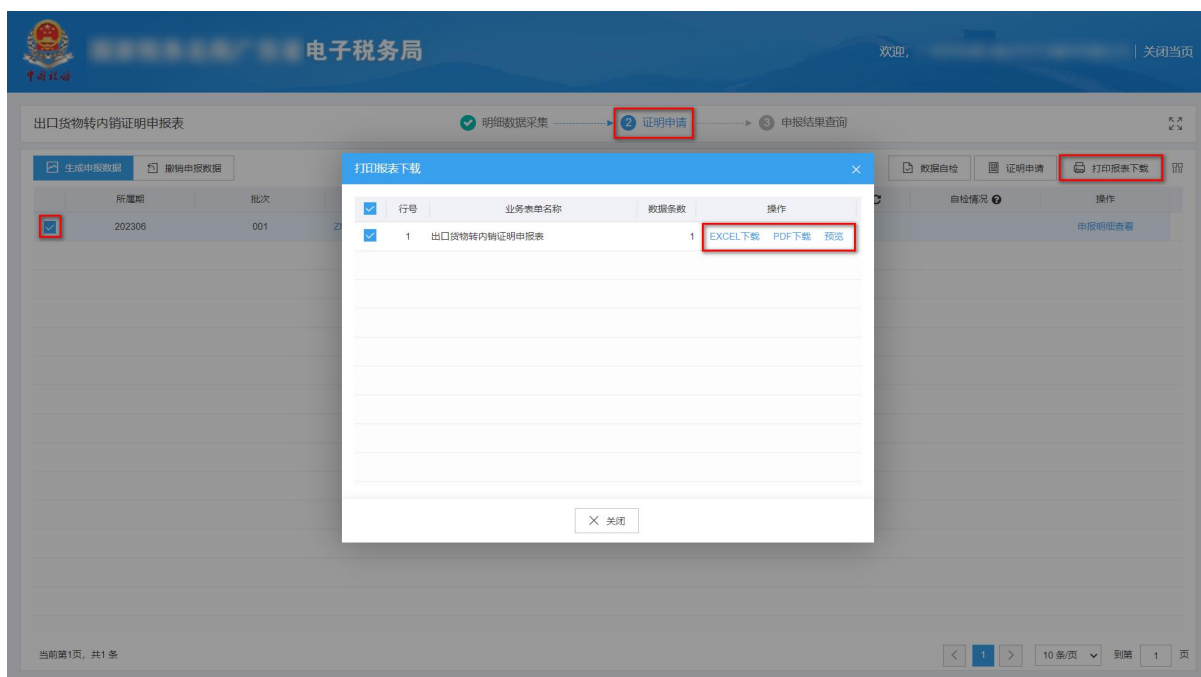 电子税务局
欢迎,
| 关闭当页
中国税务
出口货物转内销证明申报表
明细数据采集
2 证明申请
3 申报结果查询
生成申报数据
撤销申报数据
数据自检
证明申请
打印报表下载
所属期 批次 自检情况 操作
202306 001 申报明细查看
打印报表下载
行号 业务表单名称 数据条数 操作
1 出口货物转内销证明申报表 1 EXCEL下载 PDF下载 预览
关闭
当前第1页, 共1 条
1 10 条/页 到第 1 页